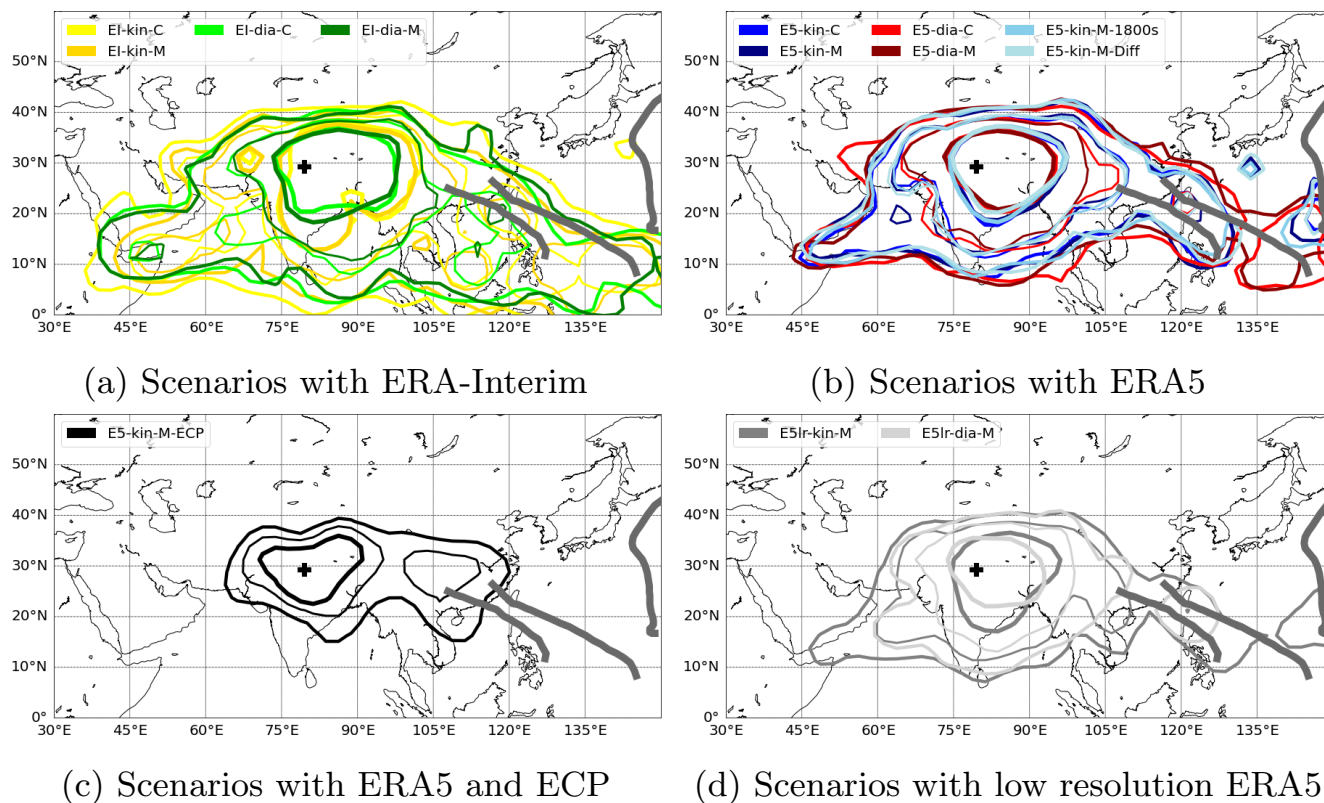 EI-kin-C EI-dia-C EI-dia-M
EI-kin-M
50°N
40°N
30°N
20°N
10°N
0°
30°E 45°E 60°E 75°E 90°E 105°E 120°E 135°E
(a) Scenarios with ERA-Interim
E5-kin-C E5-dia-C E5-kin-M-1800s
E5-kin-M E5-dia-M E5-kin-M-Diff
50°N
40°N
30°N
20°N
10°N
0°
30°E 45°E 60°E 75°E 90°E 105°E 120°E 135°E
(b) Scenarios with ERA5
E5-kin-M-ECP
50°N
40°N
30°N
20°N
10°N
0°
30°E 45°E 60°E 75°E 90°E 105°E 120°E 135°E
(c) Scenarios with ERA5 and ECP
E5lr-kin-M E5lr-dia-M
50°N
40°N
30°N
20°N
10°N
0°
30°E 45°E 60°E 75°E 90°E 105°E 120°E 135°E
(d) Scenarios with low resolution ERA5